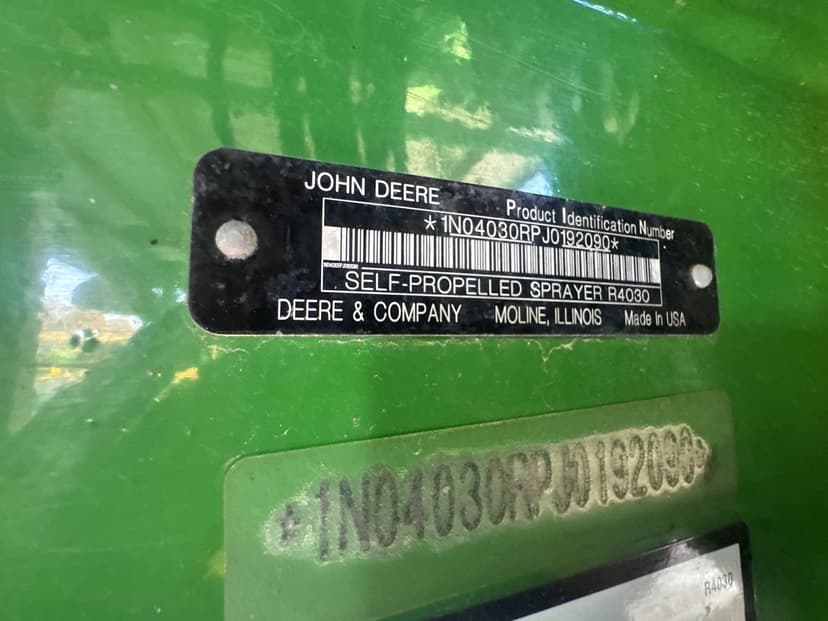 JOHN DEERE
Product Identification Number
*1N04030RPJ0192090*
SELF-PROPELLED SPRAYER R4030
DEERE & COMPANY MOLINE, ILLINOIS Made in USA
*1N04030RPJ0192090*
R4030